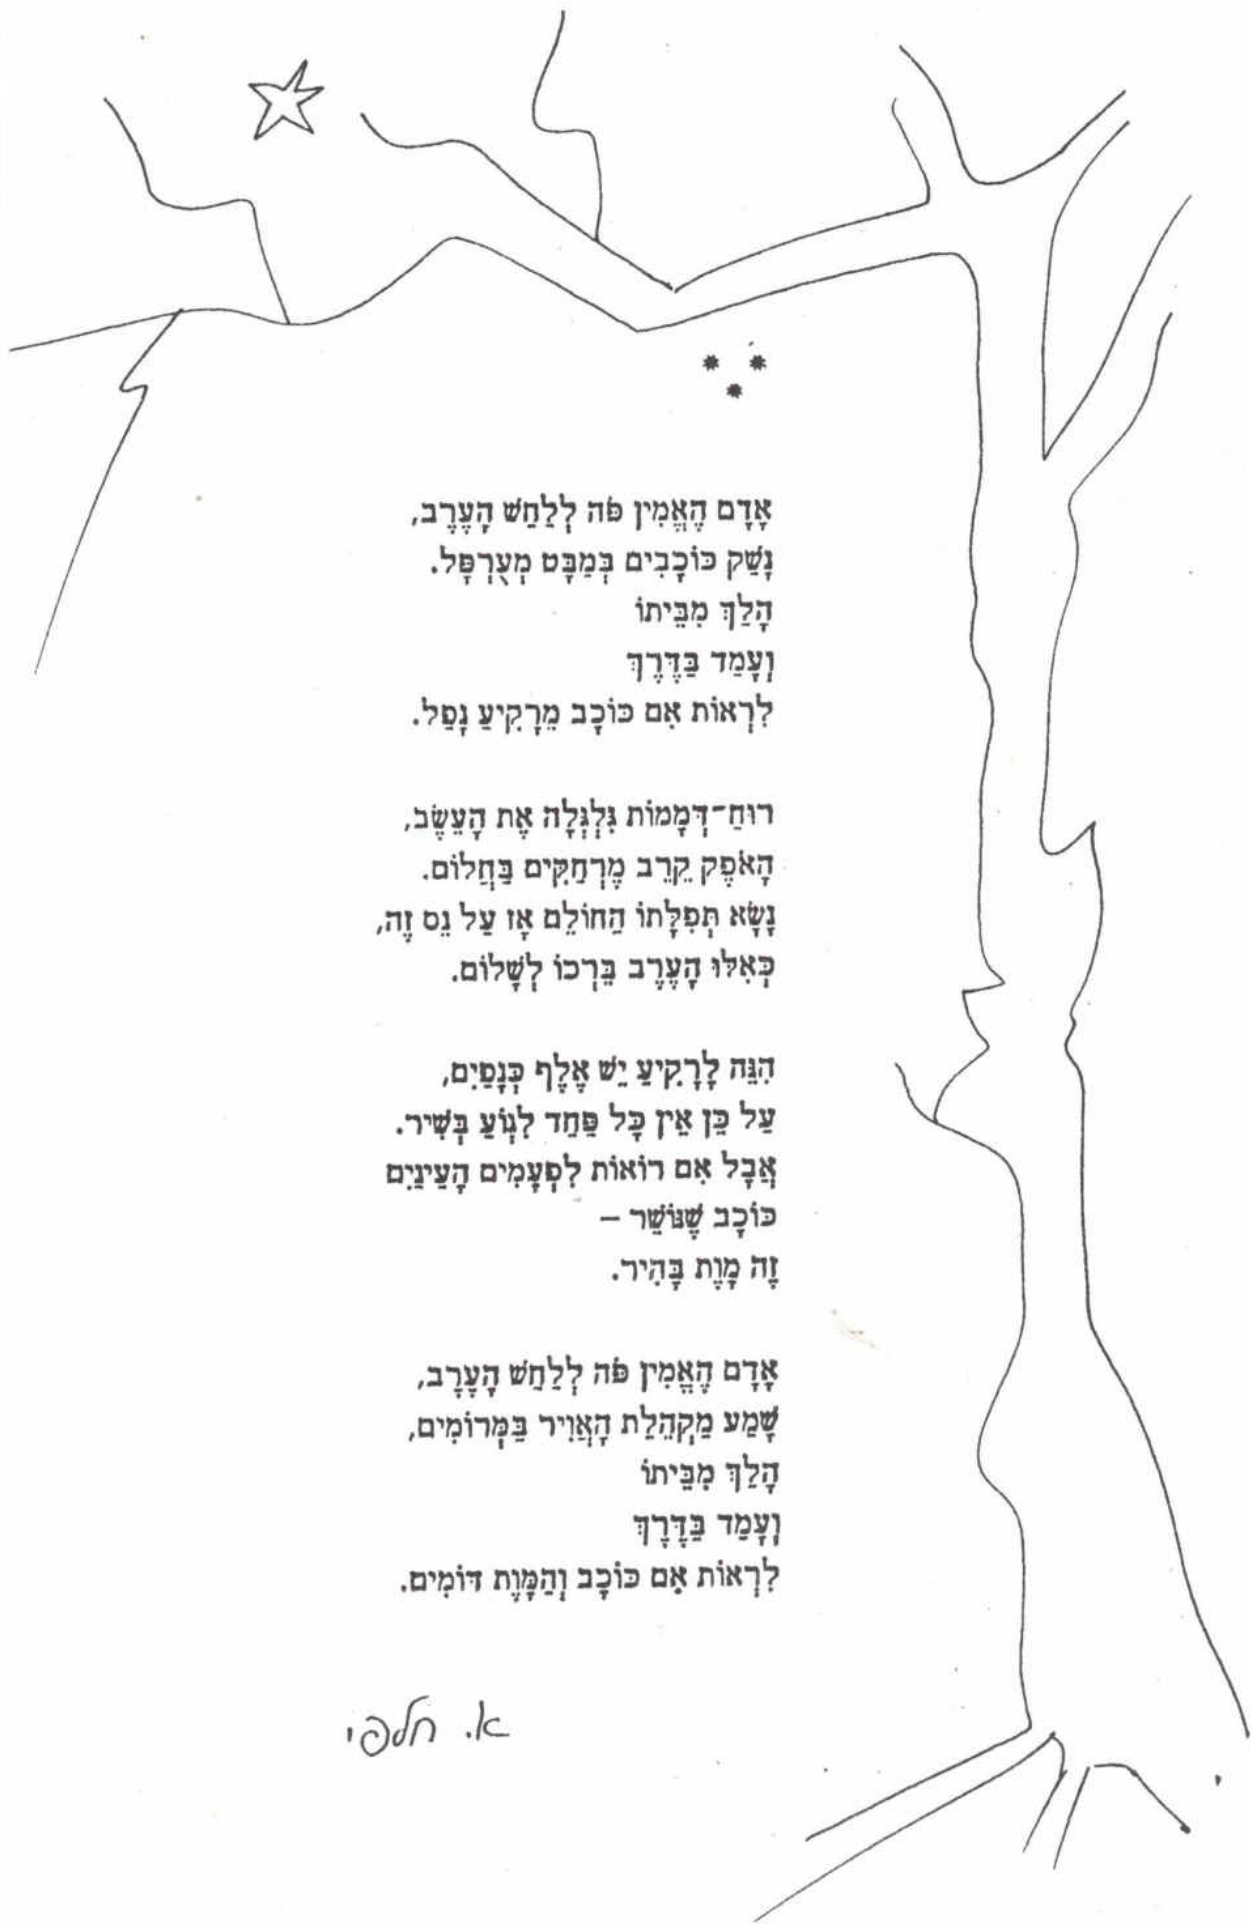 * *
*
אָדָם הֶאֱמִין פֹּה לְלַחַשׁ הָעֶרֶב,
נָשַׁק כּוֹכָבִים בְּמַבָּט מְעֻרְפָּל.
הָלַךְ מִבֵּיתוֹ
וְעָמַד בַּדֶּרֶךְ
לִרְאוֹת אִם כּוֹכָב מֵרָקִיעַ נָפַל.

רוּחַ־דְּמָמוֹת גִּלְגְּלָה אֶת הָעֵשֶׂב,
הָאֹפֶק קֵרֵב מֶרְחַקִּים בַּחֲלוֹם.
נָשָׂא תְּפִלָּתוֹ הַחוֹלֵם אָז עַל נֵס זֶה,
כְּאִלּוּ הָעֶרֶב בֵּרְכוֹ לְשָׁלוֹם.

הִנֵּה לָרָקִיעַ יֵשׁ אֶלֶף כְּנָפַיִם,
עַל כֵּן אֵין כָּל פַּחַד לִגְוֹעַ בְּשִׁיר.
אֲבָל אִם רוֹאוֹת לִפְעָמִים הָעֵינַיִם
כּוֹכָב שֶׁנּוֹשֵׁר –
זֶה מָוֶת בָּהִיר.

אָדָם הֶאֱמִין פֹּה לְלַחַשׁ הָעָרֶב,
שָׁמַע מַקְהֵלַת הָאֲוִיר בַּמְּרוֹמִים,
הָלַךְ מִבֵּיתוֹ
וְעָמַד בַּדֶּרֶךְ
לִרְאוֹת אִם כּוֹכָב וְהַמָּוֶת דּוֹמִים.

א. חלפי